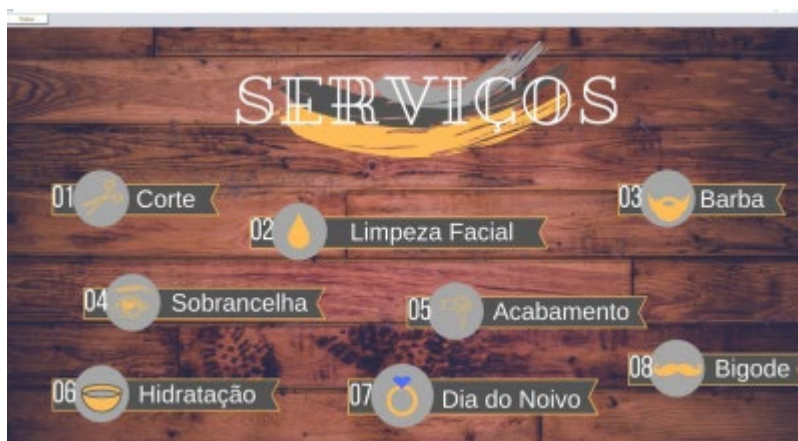 SERVIÇOS
01 Corte
03 Barba
02 Limpeza Facial
04 Sobrancelha
05 Acabamento
08 Bigode
06 Hidratação
07 Dia do Noivo